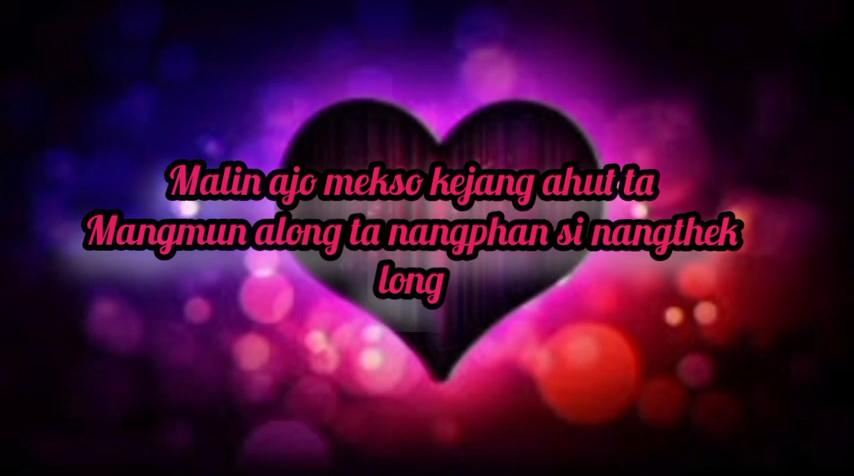 Malin ajo mekso kejang ahut ta
Mangmun along ta nangphan si nangthek
long